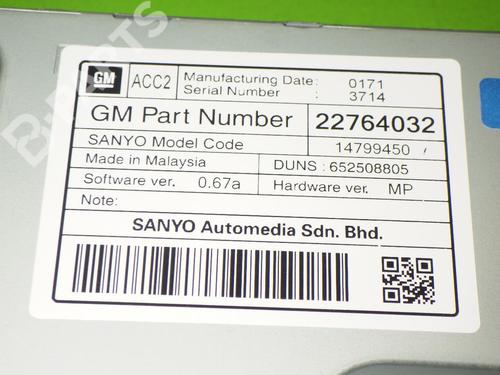 B-PARTS
GM ACC2 Manufacturing Date: 0171
Serial Number : 3714
GM Part Number 22764032
SANYO Model Code 14799450 /
Made in Malaysia DUNS : 652508805
Software ver. 0.67a Hardware ver. MP
Note:
SANYO Automedia Sdn. Bhd.